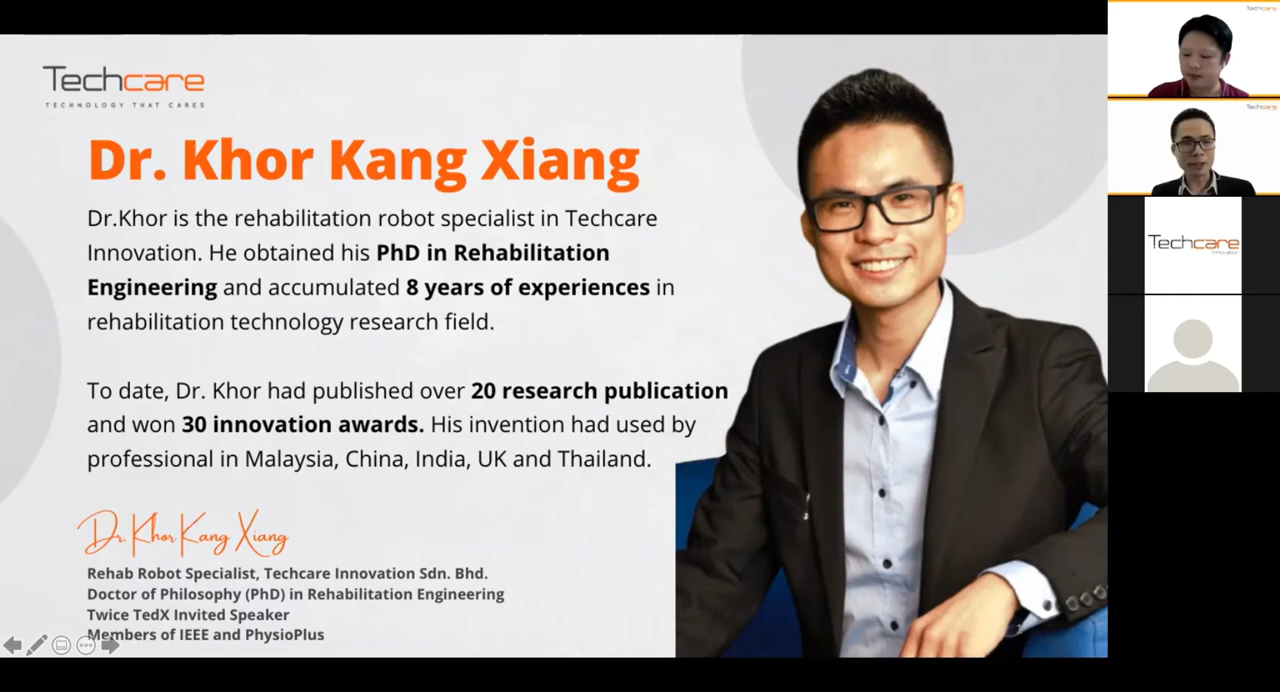 Techcare
TECHNOLOGY THAT CARES
Dr. Khor Kang Xiang
Dr.Khor is the rehabilitation robot specialist in Techcare
Innovation. He obtained his PhD in Rehabilitation
Engineering and accumulated 8 years of experiences in
rehabilitation technology research field.
To date, Dr. Khor had published over 20 research publication
and won 30 innovation awards. His invention had used by
professional in Malaysia, China, India, UK and Thailand.
Dr. Khor Kang Xiang
Rehab Robot Specialist, Techcare Innovation Sdn. Bhd.
Doctor of Philosophy (PhD) in Rehabilitation Engineering
Twice TedX Invited Speaker
Members of IEEE and PhysioPlus
Techcare
Techcare
Techcare
innovation